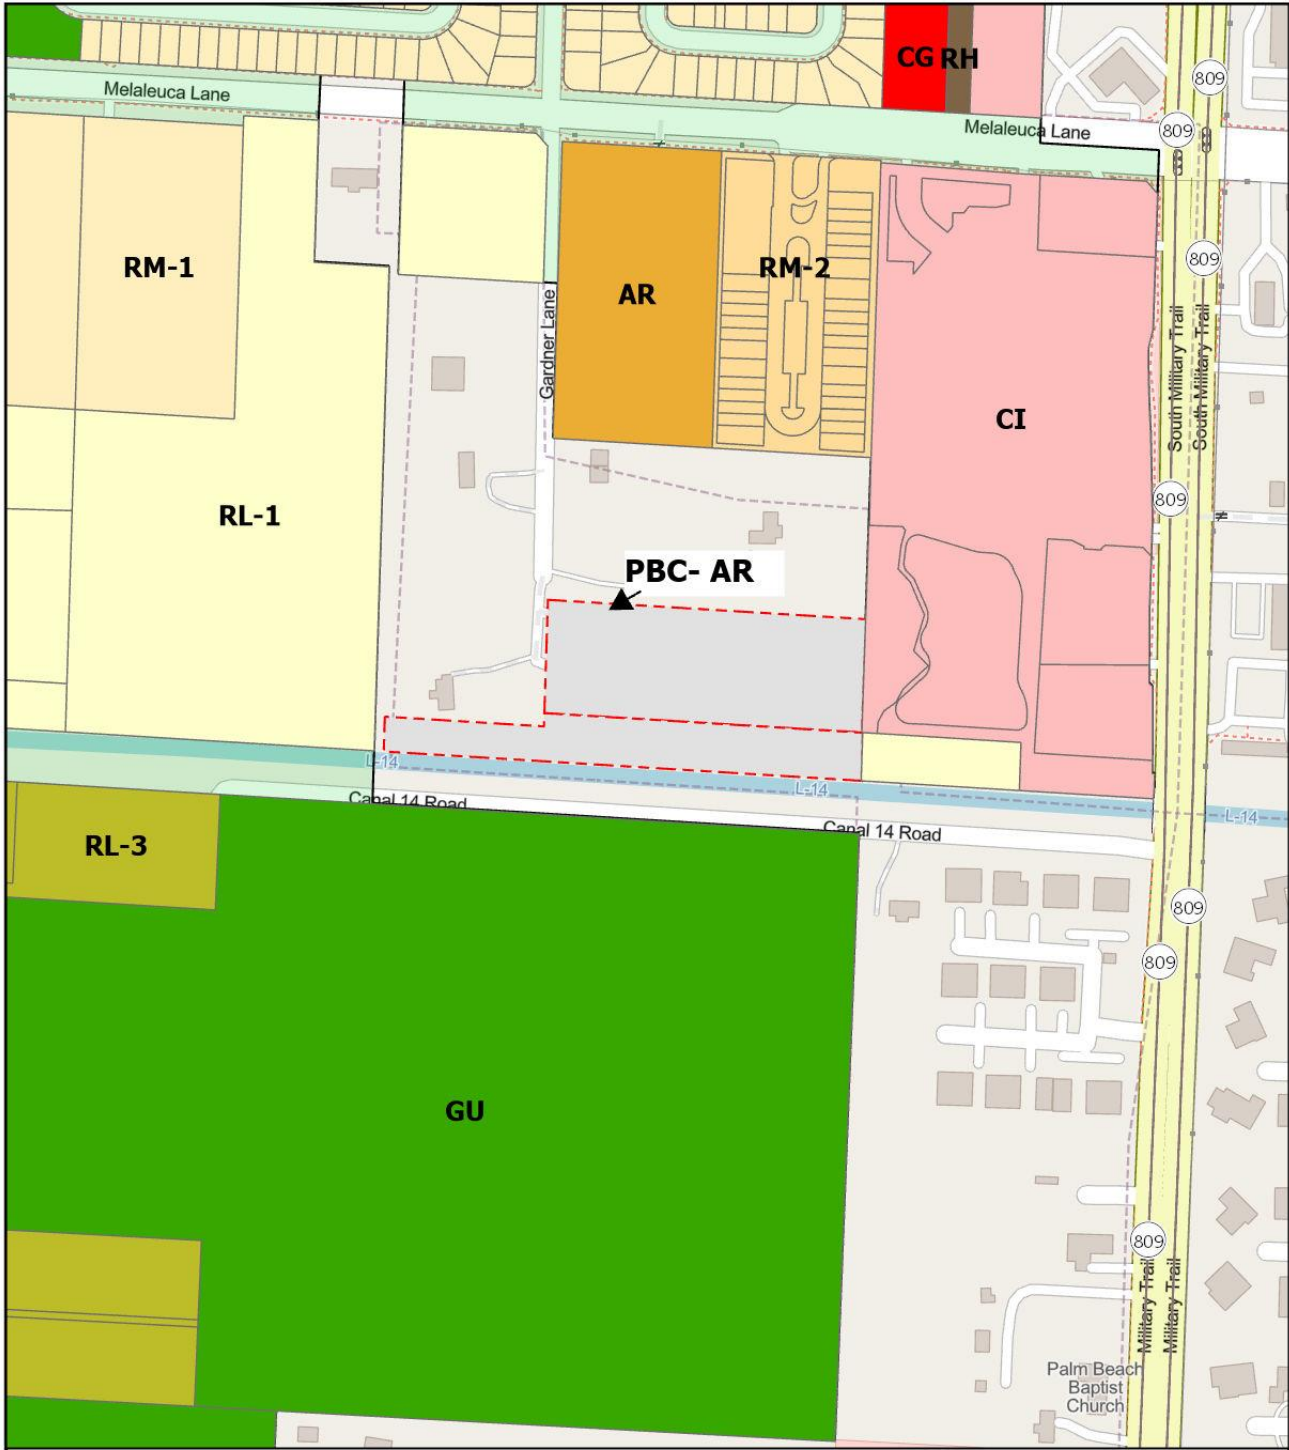 CG RH
809
Melaleuca Lane
Melaleuca Lane
809
RM-1
RM-2
809
AR
Gardner Lane
South Military Trail
South Military Trail
CI
809
RL-1
PBC- AR
L-14
L-14
Canal 14 Road
L-14
Canal 14 Road
RL-3
809
809
GU
809
Military Trail
Military Trail
Palm Beach
Baptist
Church